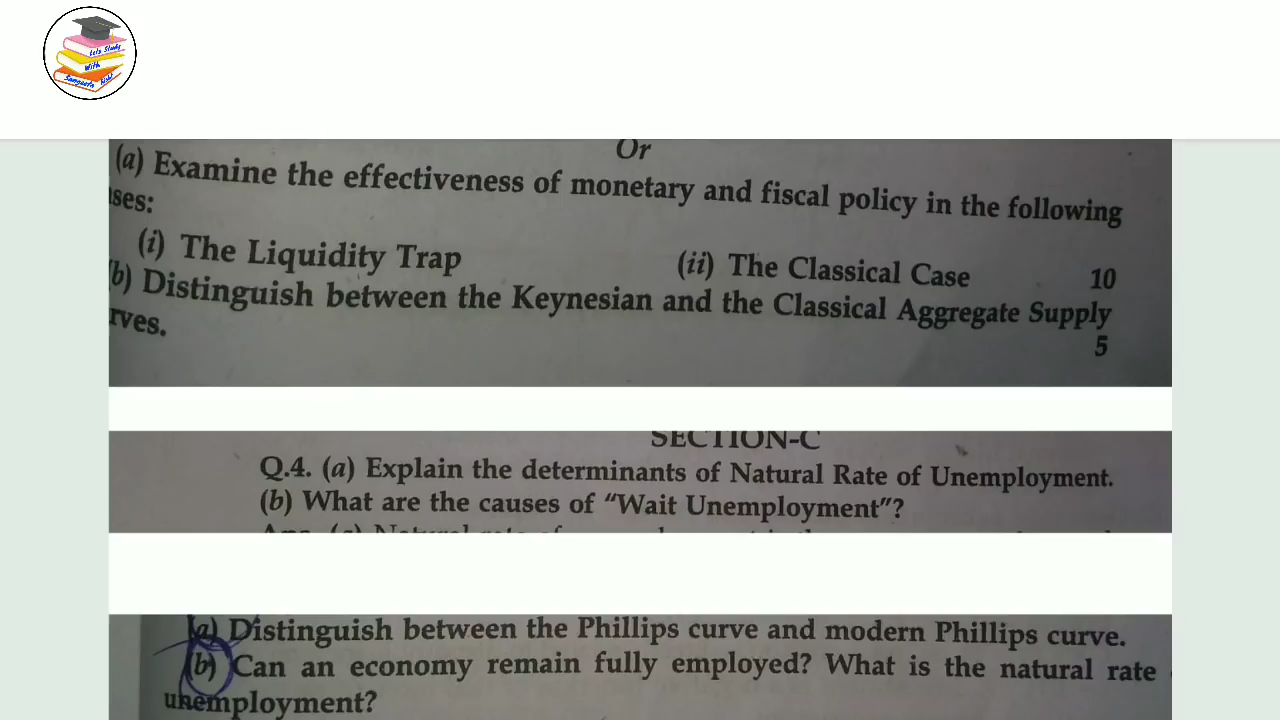 Lets Study
With
Or
(a) Examine the effectiveness of monetary and fiscal policy in the following
ses:
(i) The Liquidity Trap (ii) The Classical Case 10
(b) Distinguish between the Keynesian and the Classical Aggregate Supply
rves.
5
SECTION-C
Q.4. (a) Explain the determinants of Natural Rate of Unemployment.
(b) What are the causes of “Wait Unemployment”?
(a) Distinguish between the Phillips curve and modern Phillips curve.
(b) Can an economy remain fully employed? What is the natural rate
unemployment?